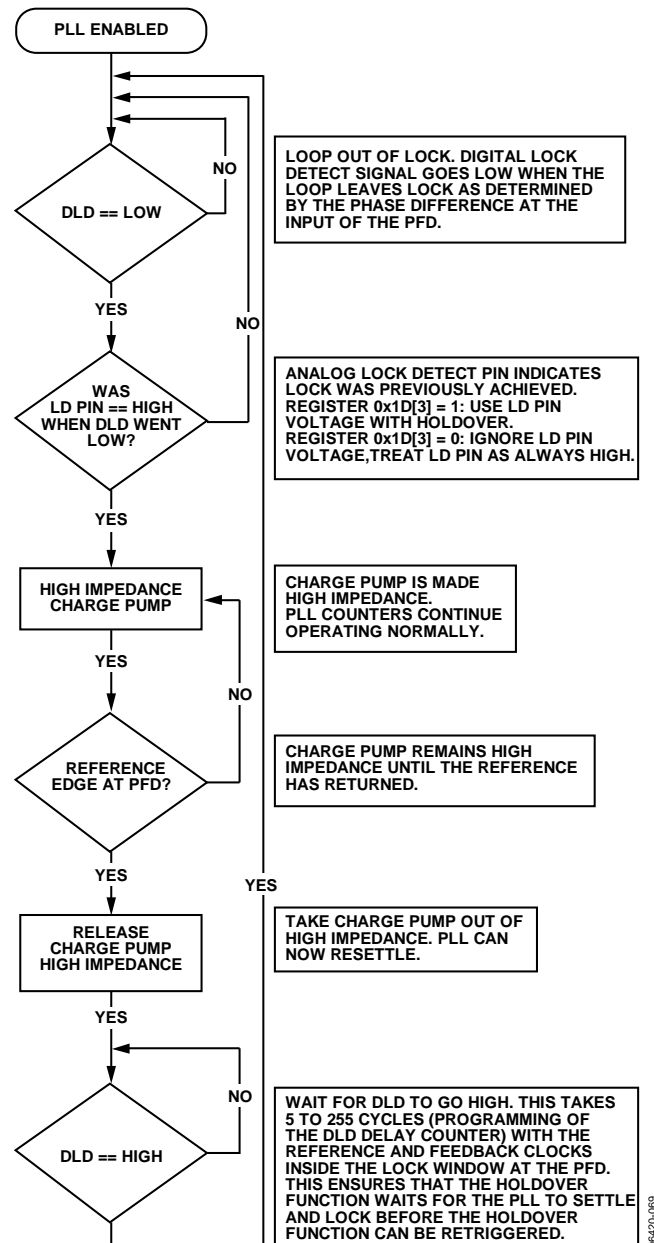 PLL ENABLED
NO
DLD == LOW
LOOP OUT OF LOCK. DIGITAL LOCK
DETECT SIGNAL GOES LOW WHEN THE
LOOP LEAVES LOCK AS DETERMINED
BY THE PHASE DIFFERENCE AT THE
INPUT OF THE PFD.
YES
NO
WAS
LD PIN == HIGH
WHEN DLD WENT
LOW?
ANALOG LOCK DETECT PIN INDICATES
LOCK WAS PREVIOUSLY ACHIEVED.
REGISTER 0x1D[3] = 1: USE LD PIN
VOLTAGE WITH HOLDOVER.
REGISTER 0x1D[3] = 0: IGNORE LD PIN
VOLTAGE,TREAT LD PIN AS ALWAYS HIGH.
YES
HIGH IMPEDANCE
CHARGE PUMP
CHARGE PUMP IS MADE
HIGH IMPEDANCE.
PLL COUNTERS CONTINUE
OPERATING NORMALLY.
YES
NO
REFERENCE
EDGE AT PFD?
CHARGE PUMP REMAINS HIGH
IMPEDANCE UNTIL THE REFERENCE
HAS RETURNED.
YES
YES
RELEASE
CHARGE PUMP
HIGH IMPEDANCE
TAKE CHARGE PUMP OUT OF
HIGH IMPEDANCE. PLL CAN
NOW RESETTLE.
YES
NO
DLD == HIGH
WAIT FOR DLD TO GO HIGH. THIS TAKES
5 TO 255 CYCLES (PROGRAMMING OF
THE DLD DELAY COUNTER) WITH THE
REFERENCE AND FEEDBACK CLOCKS
INSIDE THE LOCK WINDOW AT THE PFD.
THIS ENSURES THAT THE HOLDOVER
FUNCTION WAITS FOR THE PLL TO SETTLE
AND LOCK BEFORE THE HOLDOVER
FUNCTION CAN BE RETRIGGERED.
06420-069